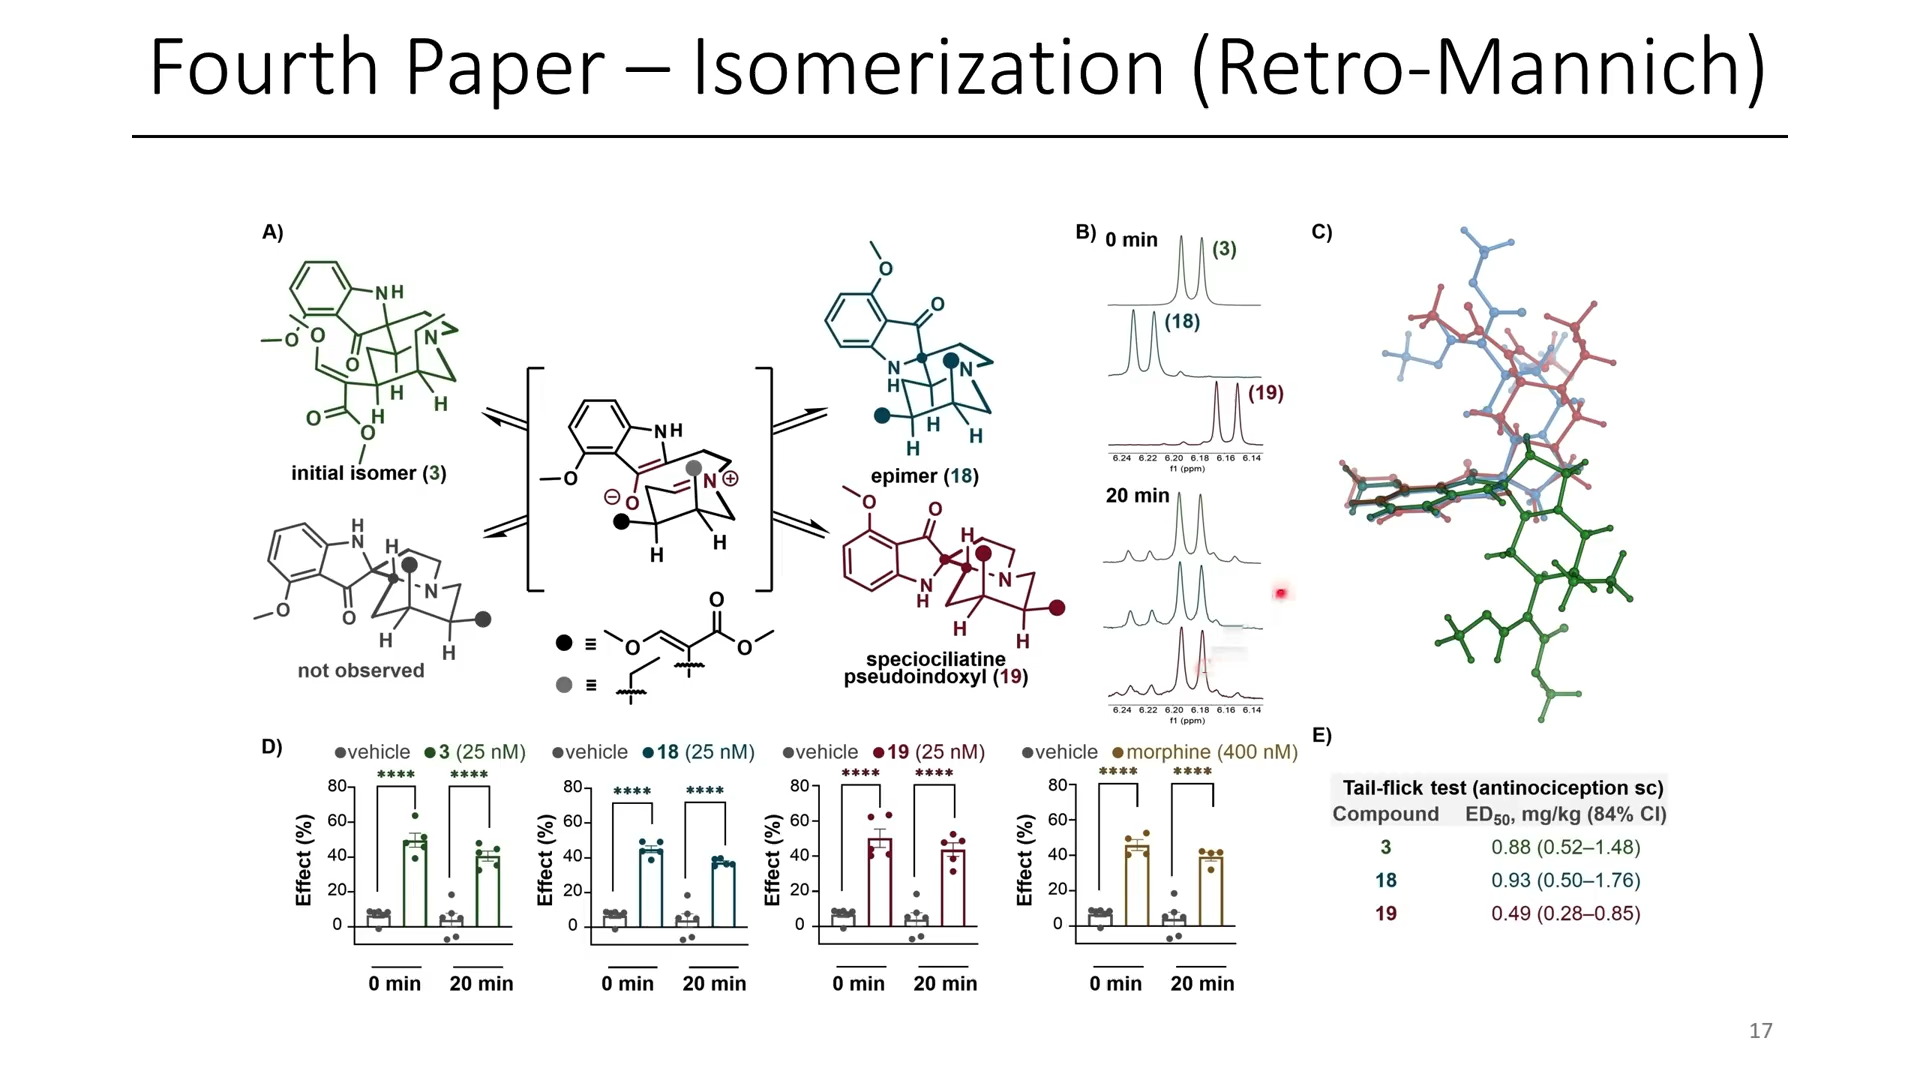 Fourth Paper – Isomerization (Retro-Mannich)
A)
NH
O
O
O
N
H
H
O
H
O
initial isomer (3)
H
N
H
N
O
O
H
H
not observed
NH
O
N
⊕
⊖
O
H
H
≡
O
O
O
≡
O
O
N
H
N
H
H
H
epimer (18)
O
O
H
N
N
H
H
H
speciociliatine
pseudoindoxyl (19)
B)
0 min
(3)
(18)
(19)
6.24 6.22 6.20 6.18 6.16 6.14
f1 (ppm)
20 min
6.24 6.22 6.20 6.18 6.16 6.14
f1 (ppm)
C)
D)
vehicle 3 (25 nM)
**** ****
Effect (%)
80
60
40
20
0
0 min 20 min
vehicle 18 (25 nM)
**** ****
Effect (%)
80
60
40
20
0
0 min 20 min
vehicle 19 (25 nM)
**** ****
Effect (%)
80
60
40
20
0
0 min 20 min
vehicle morphine (400 nM)
**** ****
Effect (%)
80
60
40
20
0
0 min 20 min
E)
Tail-flick test (antinociception sc)
Compound ED50, mg/kg (84% CI)
3 0.88 (0.52–1.48)
18 0.93 (0.50–1.76)
19 0.49 (0.28–0.85)
17